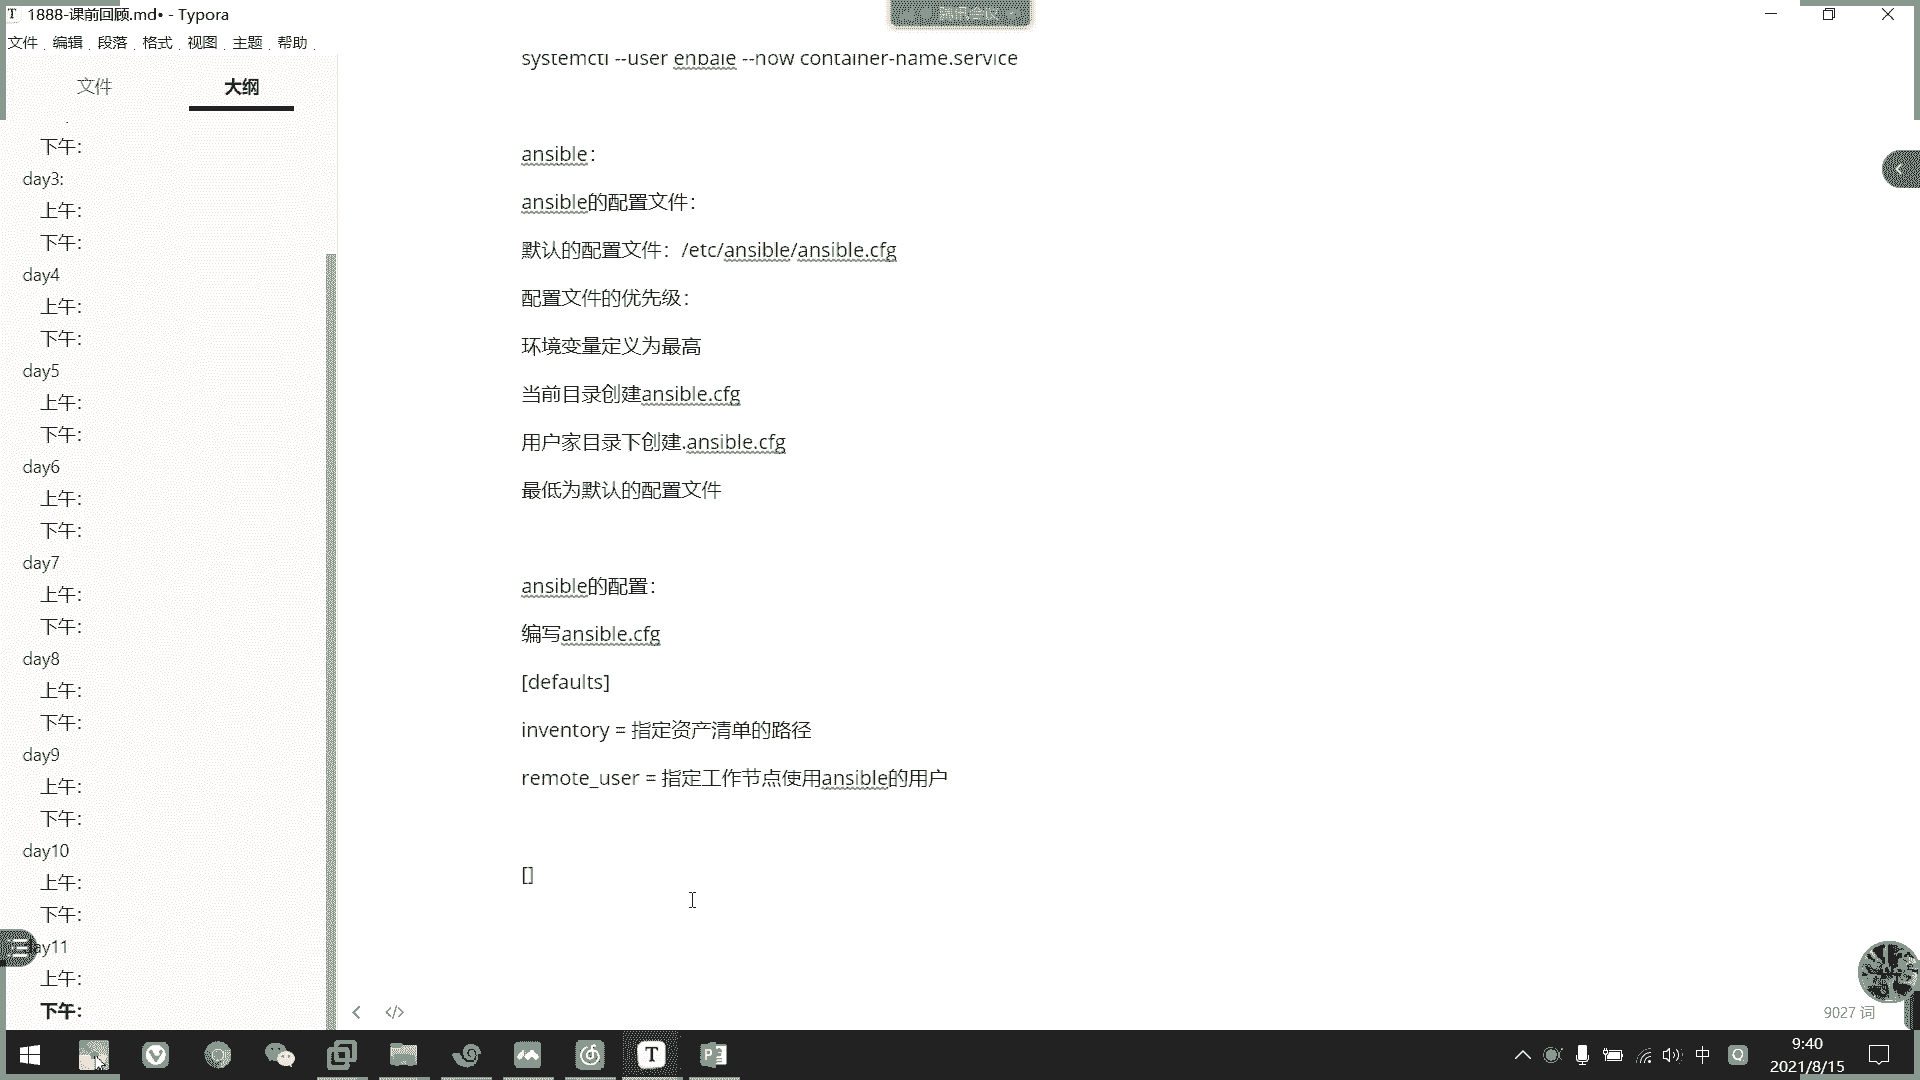 1888-课前回顾.md• - Typora
文件 编辑 段落 格式 视图 主题 帮助
文件 大纲
下午:
day3:
上午:
下午:
day4
上午:
下午:
day5
上午:
下午:
day6
上午:
下午:
day7
上午:
下午:
day8
上午:
下午:
day9
上午:
下午:
day10
上午:
下午:
day11
上午:
下午:
systemctl --user enbale --now container-name.service
ansible:
ansible的配置文件:
默认的配置文件: /etc/ansible/ansible.cfg
配置文件的优先级:
环境变量定义为最高
当前目录创建ansible.cfg
用户家目录下创建.ansible.cfg
最低为默认的配置文件
ansible的配置:
编写ansible.cfg
[defaults]
inventory = 指定资产清单的路径
remote_user = 指定工作节点使用ansible的用户
[]
9027 词
中
9:40
2021/8/15